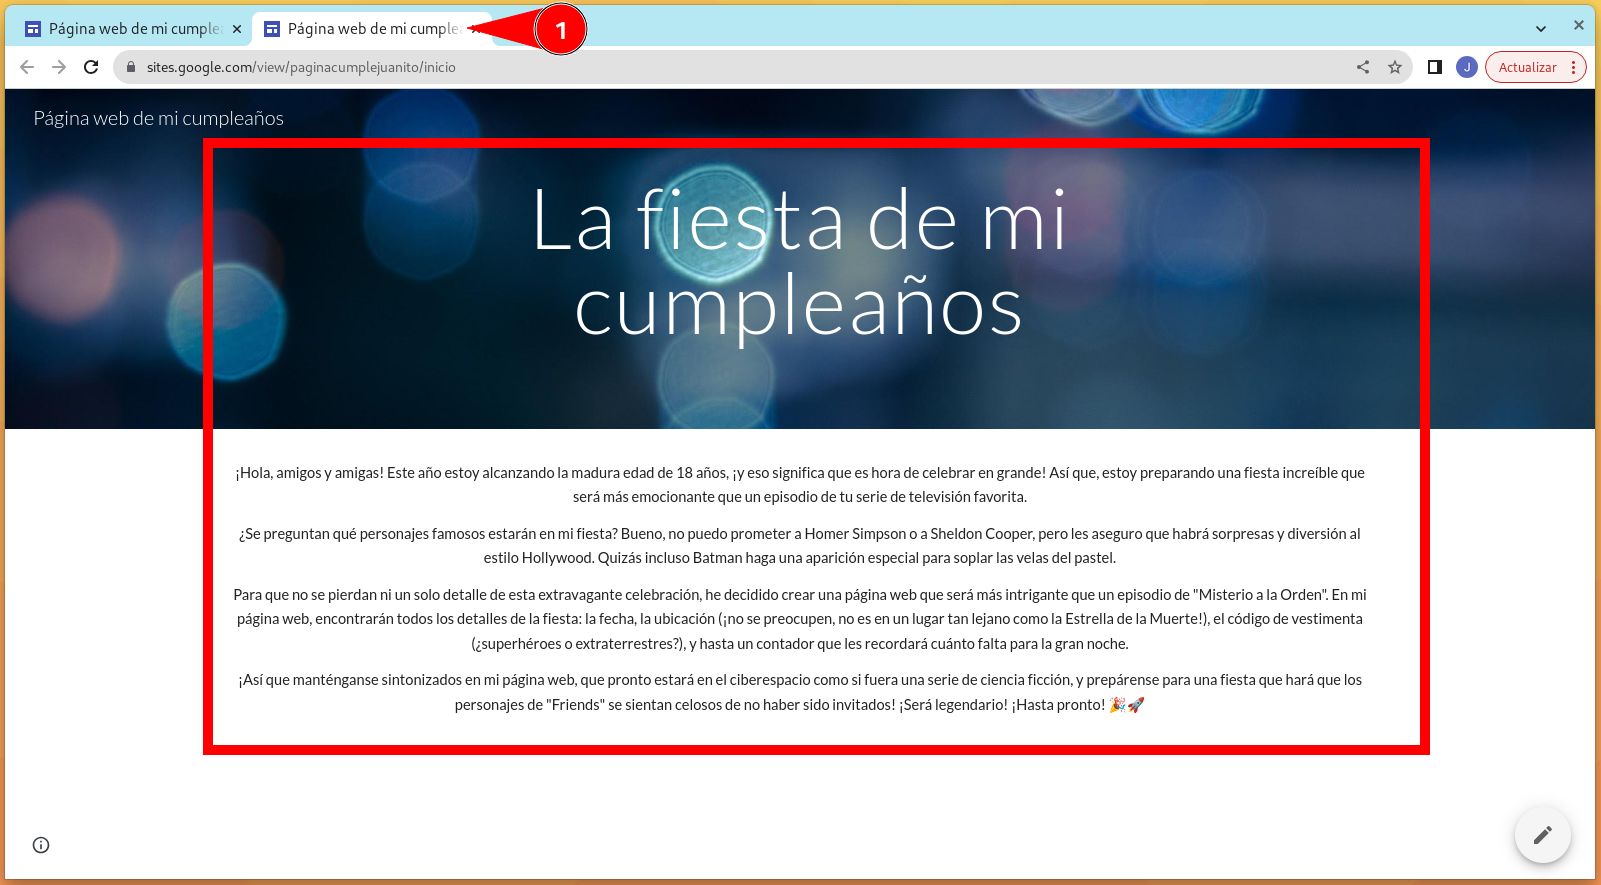 Página web de mi cumple
Página web de mi cumple
1
sites.google.com/view/paginacumplejuanito/inicio
J
Actualizar
Página web de mi cumpleaños
La fiesta de mi
cumpleaños
¡Hola, amigos y amigas! Este año estoy alcanzando la madura edad de 18 años, ¡y eso significa que es hora de celebrar en grande! Así que, estoy preparando una fiesta increíble que
será más emocionante que un episodio de tu serie de televisión favorita.
¿Se preguntan qué personajes famosos estarán en mi fiesta? Bueno, no puedo prometer a Homer Simpson o a Sheldon Cooper, pero les aseguro que habrá sorpresas y diversión al
estilo Hollywood. Quizás incluso Batman haga una aparición especial para soplar las velas del pastel.
Para que no se pierdan ni un solo detalle de esta extravagante celebración, he decidido crear una página web que será más intrigante que un episodio de "Misterio a la Orden". En mi
página web, encontrarán todos los detalles de la fiesta: la fecha, la ubicación (¡no se preocupen, no es en un lugar tan lejano como la Estrella de la Muerte!), el código de vestimenta
(¿superhéroes o extraterrestres?), y hasta un contador que les recordará cuánto falta para la gran noche.
¡Así que manténganse sintonizados en mi página web, que pronto estará en el ciberespacio como si fuera una serie de ciencia ficción, y prepárense para una fiesta que hará que los
personajes de "Friends" se sientan celosos de no haber sido invitados! ¡Será legendario! ¡Hasta pronto! 🎉🚀